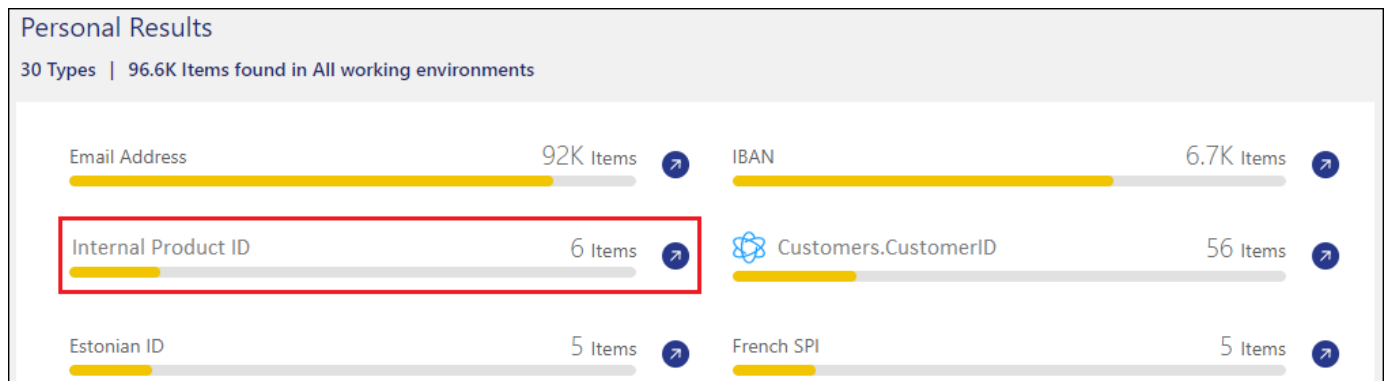 Personal Results
30 Types | 96.6K Items found in All working environments
Email Address 92K Items
IBAN 6.7K Items
Internal Product ID 6 Items
Customers.CustomerID 56 Items
Estonian ID 5 Items
French SPI 5 Items